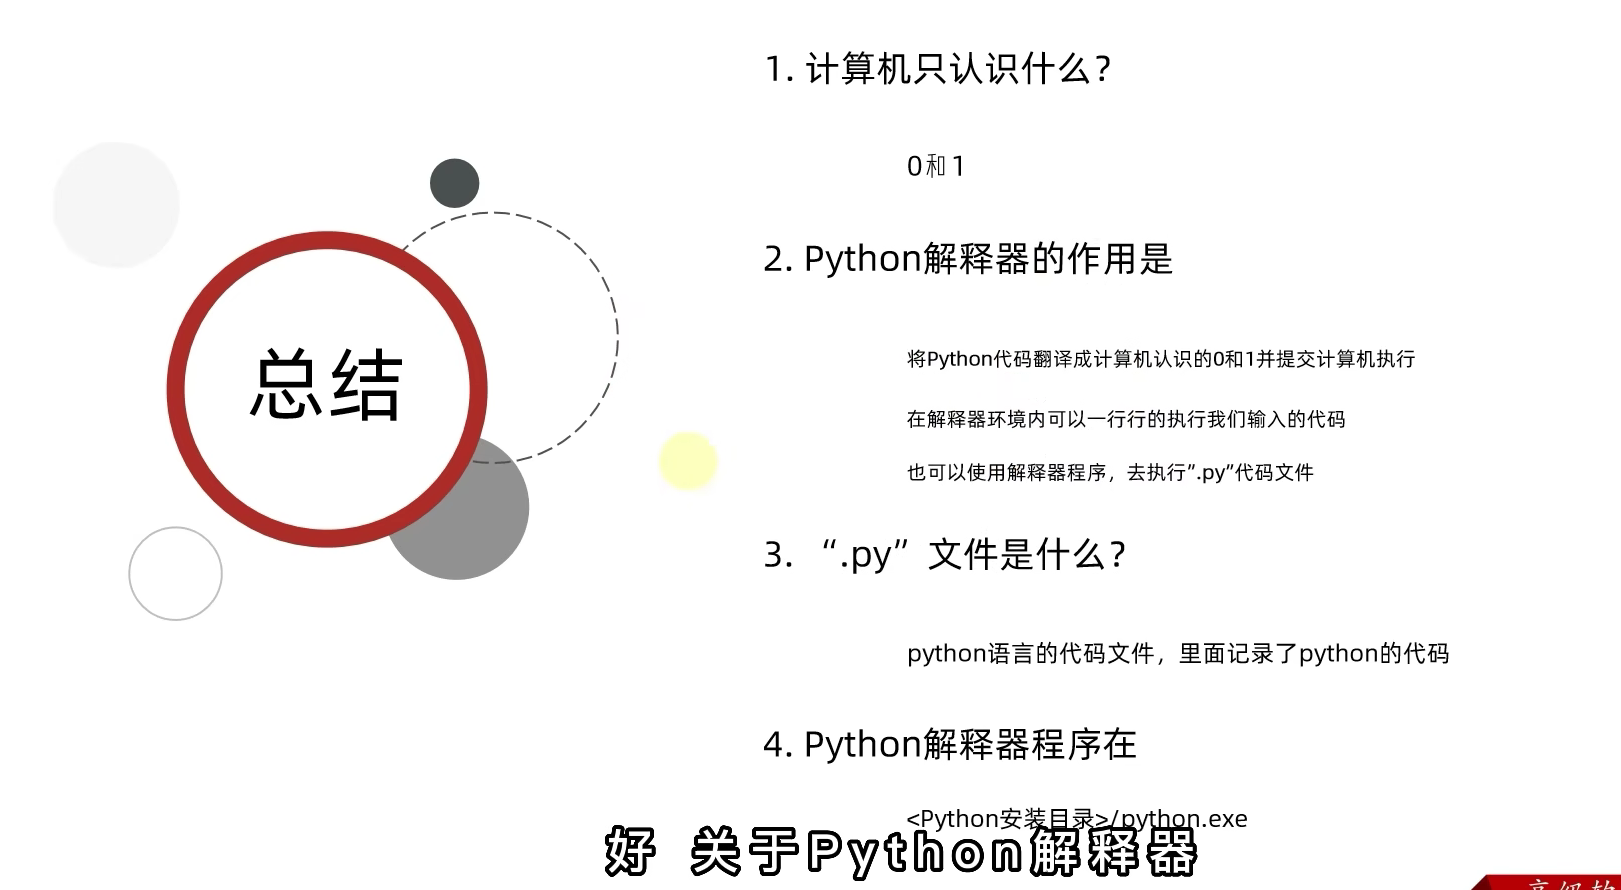 总结
1. 计算机只认识什么？
0和1
2. Python解释器的作用是
将Python代码翻译成计算机认识的0和1并提交计算机执行
在解释器环境内可以一行行的执行我们输入的代码
也可以使用解释器程序，去执行”.py”代码文件
3. “.py”文件是什么？
python语言的代码文件，里面记录了python的代码
4. Python解释器程序在
<Python安装目录>/python.exe
好 关于Python解释器